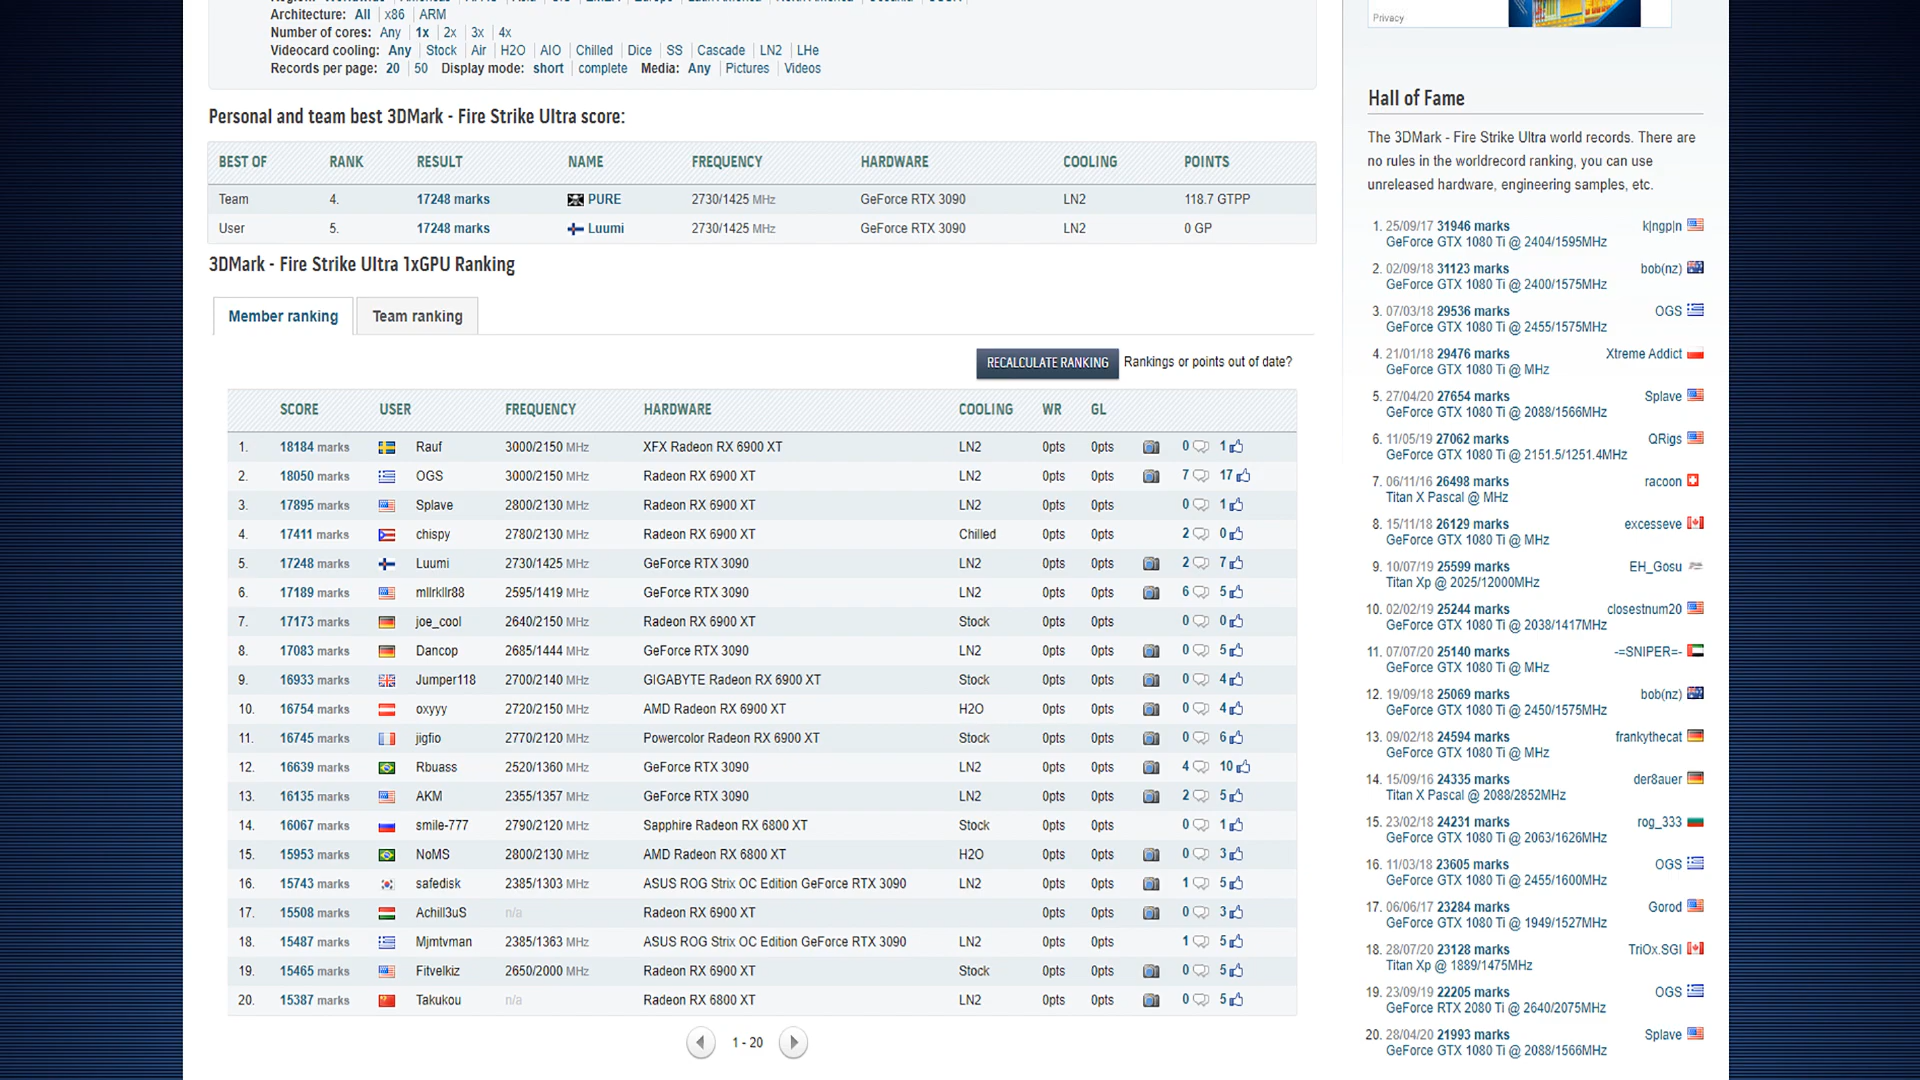 Architecture: All | x86 | ARM
Number of cores: Any | 1x | 2x | 3x | 4x
Videocard cooling: Any | Stock | Air | H2O | AIO | Chilled | Dice | SS | Cascade | LN2 | LHe
Records per page: 20 | 50 Display mode: short | complete Media: Any | Pictures | Videos
Personal and team best 3DMark - Fire Strike Ultra score:
BEST OF RANK RESULT NAME FREQUENCY HARDWARE COOLING POINTS
Team 4. 17248 marks PURE 2730/1425 MHz GeForce RTX 3090 LN2 118.7 GTPP
User 5. 17248 marks Luumi 2730/1425 MHz GeForce RTX 3090 LN2 0 GP
3DMark - Fire Strike Ultra 1xGPU Ranking
Member ranking Team ranking
RECALCULATE RANKING Rankings or points out of date?
SCORE USER FREQUENCY HARDWARE COOLING WR GL
1. 18184 marks Rauf 3000/2150 MHz XFX Radeon RX 6900 XT LN2 0pts 0pts 0 1
2. 18050 marks OGS 3000/2150 MHz Radeon RX 6900 XT LN2 0pts 0pts 7 17
3. 17895 marks Splave 2800/2130 MHz Radeon RX 6900 XT LN2 0pts 0pts 0 1
4. 17411 marks chispy 2780/2130 MHz Radeon RX 6900 XT Chilled 0pts 0pts 2 0
5. 17248 marks Luumi 2730/1425 MHz GeForce RTX 3090 LN2 0pts 0pts 2 7
6. 17189 marks mllrkllr88 2595/1419 MHz GeForce RTX 3090 LN2 0pts 0pts 6 5
7. 17173 marks joe_cool 2640/2150 MHz Radeon RX 6900 XT Stock 0pts 0pts 0 0
8. 17083 marks Dancop 2685/1444 MHz GeForce RTX 3090 LN2 0pts 0pts 0 5
9. 16933 marks Jumper118 2700/2140 MHz GIGABYTE Radeon RX 6900 XT Stock 0pts 0pts 0 4
10. 16754 marks oxyyy 2720/2150 MHz AMD Radeon RX 6900 XT H2O 0pts 0pts 0 4
11. 16745 marks jigfio 2770/2120 MHz Powercolor Radeon RX 6900 XT Stock 0pts 0pts 0 6
12. 16639 marks Rbuass 2520/1360 MHz GeForce RTX 3090 LN2 0pts 0pts 4 10
13. 16135 marks AKM 2355/1357 MHz GeForce RTX 3090 LN2 0pts 0pts 2 5
14. 16067 marks smile-777 2790/2120 MHz Sapphire Radeon RX 6800 XT Stock 0pts 0pts 0 1
15. 15953 marks NoMS 2800/2130 MHz AMD Radeon RX 6800 XT H2O 0pts 0pts 0 3
16. 15743 marks safedisk 2385/1303 MHz ASUS ROG Strix OC Edition GeForce RTX 3090 LN2 0pts 0pts 1 5
17. 15508 marks Achill3uS n/a Radeon RX 6900 XT 0pts 0pts 0 3
18. 15487 marks Mjmtvman 2385/1363 MHz ASUS ROG Strix OC Edition GeForce RTX 3090 LN2 0pts 0pts 1 5
19. 15465 marks Fitvelkiz 2650/2000 MHz Radeon RX 6900 XT Stock 0pts 0pts 0 5
20. 15387 marks Takukou n/a Radeon RX 6800 XT LN2 0pts 0pts 0 5
1 - 20
Privacy
Hall of Fame
The 3DMark - Fire Strike Ultra world records. There are
no rules in the worldrecord ranking, you can use
unreleased hardware, engineering samples, etc.
1. 25/09/17 31946 marks k|ngp|n
GeForce GTX 1080 Ti @ 2404/1595MHz
2. 02/09/18 31123 marks bob(nz)
GeForce GTX 1080 Ti @ 2400/1575MHz
3. 07/03/18 29536 marks OGS
GeForce GTX 1080 Ti @ 2455/1575MHz
4. 21/01/18 29476 marks Xtreme Addict
GeForce GTX 1080 Ti @ MHz
5. 27/04/20 27654 marks Splave
GeForce GTX 1080 Ti @ 2088/1566MHz
6. 11/05/19 27062 marks QRigs
GeForce GTX 1080 Ti @ 2151.5/1251.4MHz
7. 06/11/16 26498 marks racoon
Titan X Pascal @ MHz
8. 15/11/18 26129 marks excesseve
GeForce GTX 1080 Ti @ MHz
9. 10/07/19 25599 marks EH_Gosu
Titan Xp @ 2025/12000MHz
10. 02/02/19 25244 marks closestnum20
GeForce GTX 1080 Ti @ 2038/1417MHz
11. 07/07/20 25140 marks -=SNIPER=-
GeForce GTX 1080 Ti @ MHz
12. 19/09/18 25069 marks bob(nz)
GeForce GTX 1080 Ti @ 2450/1575MHz
13. 09/02/18 24594 marks frankythecat
GeForce GTX 1080 Ti @ MHz
14. 15/09/16 24335 marks der8auer
Titan X Pascal @ 2088/2852MHz
15. 23/02/18 24231 marks rog_333
GeForce GTX 1080 Ti @ 2063/1626MHz
16. 11/03/18 23605 marks OGS
GeForce GTX 1080 Ti @ 2455/1600MHz
17. 06/06/17 23284 marks Gorod
GeForce GTX 1080 Ti @ 1949/1527MHz
18. 28/07/20 23128 marks TriOx.SGI
Titan Xp @ 1889/1475MHz
19. 23/09/19 22205 marks OGS
GeForce RTX 2080 Ti @ 2640/2075MHz
20. 28/04/20 21993 marks Splave
GeForce GTX 1080 Ti @ 2088/1566MHz